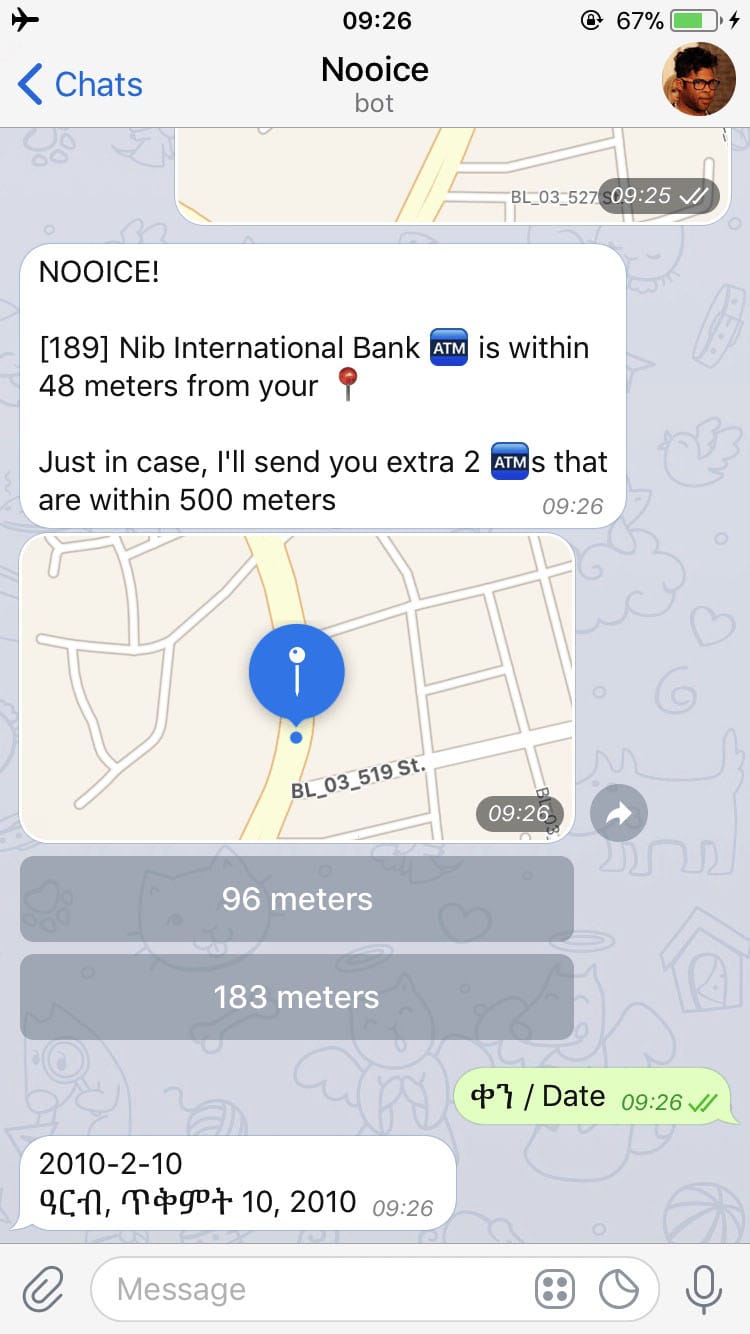 09:26
67%
Chats
Nooice
bot
BL_03_527
09:25
NOOICE!
[189] Nib International Bank ATM is within
48 meters from your
Just in case, I'll send you extra 2 ATMs that
are within 500 meters
09:26
BL_03_519 St.
09:26
96 meters
183 meters
ቀን / Date 09:26
2010-2-10
ዓርብ, ጥቅምት 10, 2010 09:26
Message